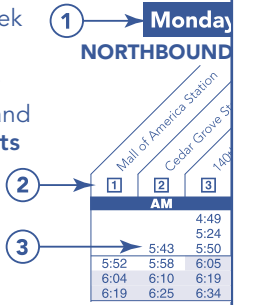 ek
1 Monday
NORTHBOUND
Mall of America Station
Cedar Grove St
140t
and
ts
2 1 2 3
AM
4:49
5:24
3 5:43 5:50
5:52 5:58 6:05
6:04 6:10 6:19
6:19 6:25 6:34